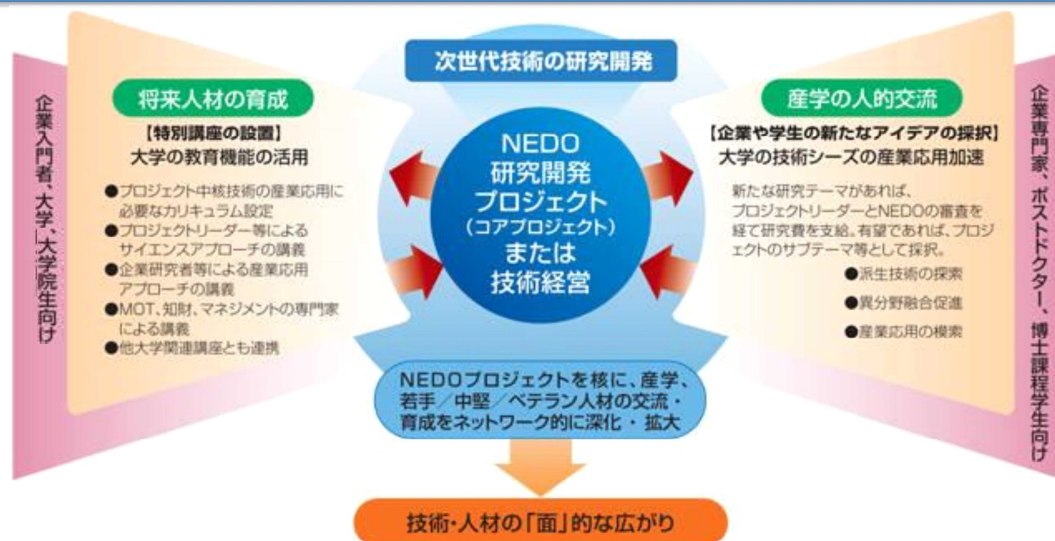 次世代技術の研究開発
企業入門者、大学、大学院生向け
将来人材の育成
【特別講座の設置】
大学の教育機能の活用
●プロジェクト中核技術の産業応用に
必要なカリキュラム設定
●プロジェクトリーダー等による
サイエンスアプローチの講義
●企業研究者等による産業応用
アプローチの講義
●MOT、知財、マネジメントの専門家
による講義
●他大学関連講座とも連携
NEDO
研究開発
プロジェクト
(コアプロジェクト)
または
技術経営
産学の人的交流
【企業や学生の新たなアイデアの採択】
大学の技術シーズの産業応用加速
新たな研究テーマがあれば、
プロジェクトリーダーとNEDOの審査を
経て研究費を支給。有望であれば、プロジ
ェクトのサブテーマ等として採択。
●派生技術の探索
●異分野融合促進
●産業応用の模索
企業専門家、ポストドクター、博士課程学生向け
NEDOプロジェクトを核に、産学、
若手/中堅/ベテラン人材の交流・
育成をネットワーク的に深化・拡大
技術・人材の「面」的な広がり